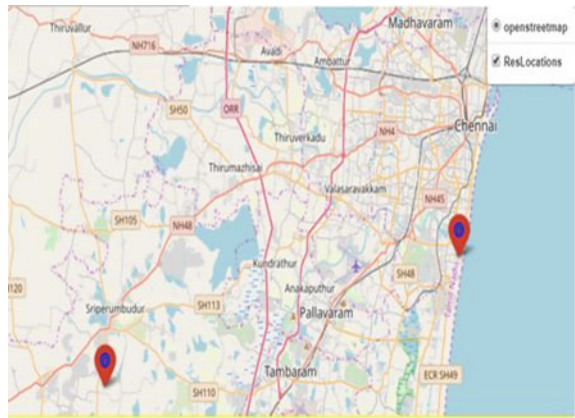 Thiruvallur
Madhavaram
openstreetmap
NH716
Avadi
Ambattur
ResLocations
SH50
ORR
Chennai
Thiruverkadu
NH4
Thirumazhisai
Valasaravakkam
NH45
SH105
NH48
Kundrathur
SH48
120
Anakaputhur
SH113
Sriperumbudur
Pallavaram
Tambaram
ECR SH49
SH110